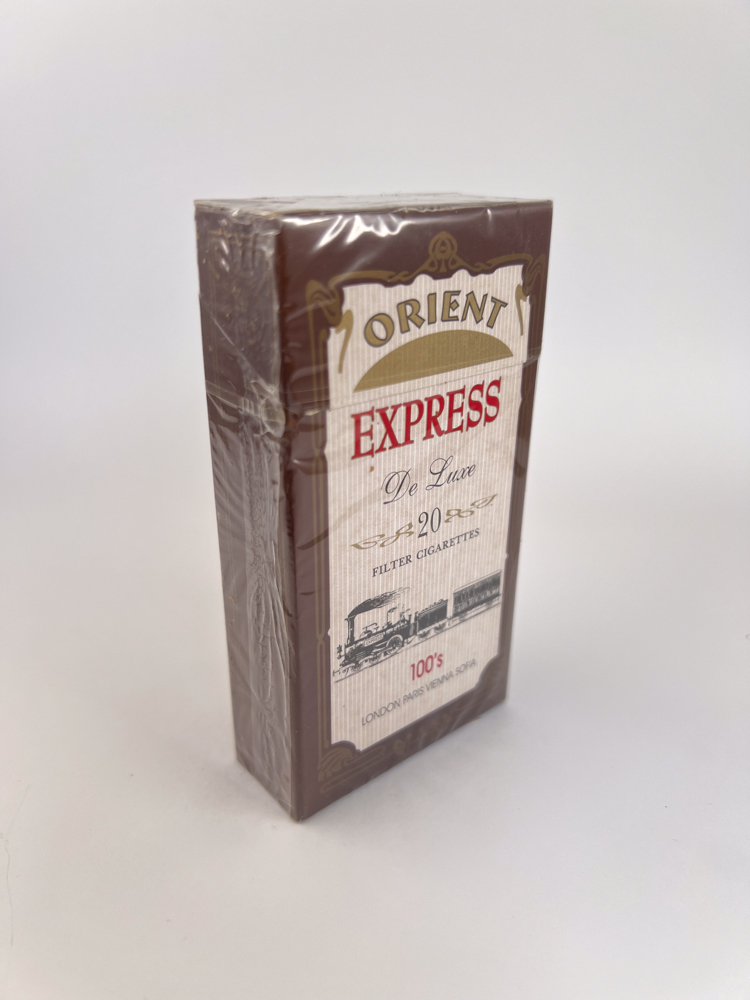 ORIENT
EXPRESS
De Luxe
20
FILTER CIGARETTES
100's
LONDON PARIS VIENNA SOFIA